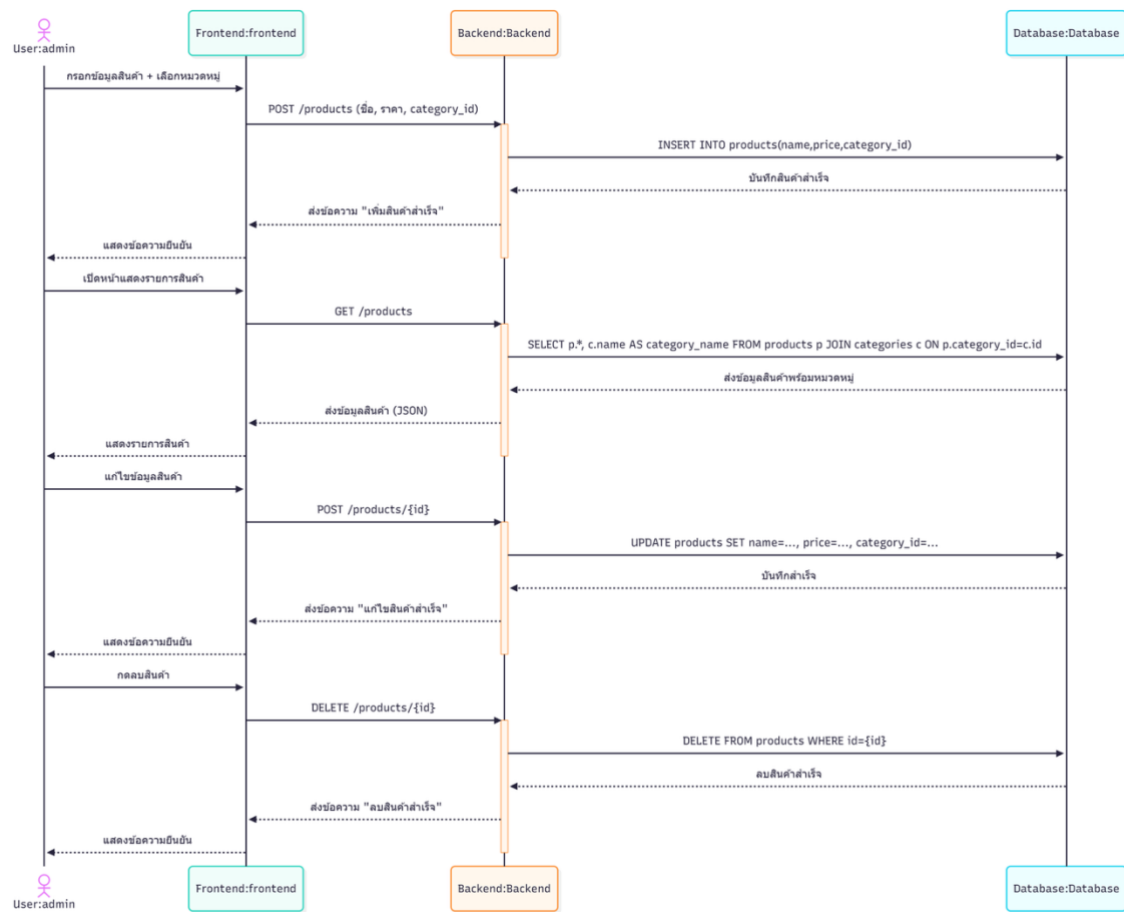 User:admin
Frontend:frontend
Backend:Backend
Database:Database
กรอกข้อมูลสินค้า + เลือกหมวดหมู่
POST /products (ชื่อ, ราคา, category_id)
INSERT INTO products(name,price,category_id)
บันทึกสินค้าสำเร็จ
ส่งข้อความ "เพิ่มสินค้าสำเร็จ"
แสดงข้อความยืนยัน
เปิดหน้าแสดงรายการสินค้า
GET /products
SELECT p.*, c.name AS category_name FROM products p JOIN categories c ON p.category_id=c.id
ส่งข้อมูลสินค้าพร้อมหมวดหมู่
ส่งข้อมูลสินค้า (JSON)
แสดงรายการสินค้า
แก้ไขข้อมูลสินค้า
POST /products/{id}
UPDATE products SET name=..., price=..., category_id=...
บันทึกสำเร็จ
ส่งข้อความ "แก้ไขสินค้าสำเร็จ"
แสดงข้อความยืนยัน
กดลบสินค้า
DELETE /products/{id}
DELETE FROM products WHERE id={id}
ลบสินค้าสำเร็จ
ส่งข้อความ "ลบสินค้าสำเร็จ"
แสดงข้อความยืนยัน
User:admin
Frontend:frontend
Backend:Backend
Database:Database